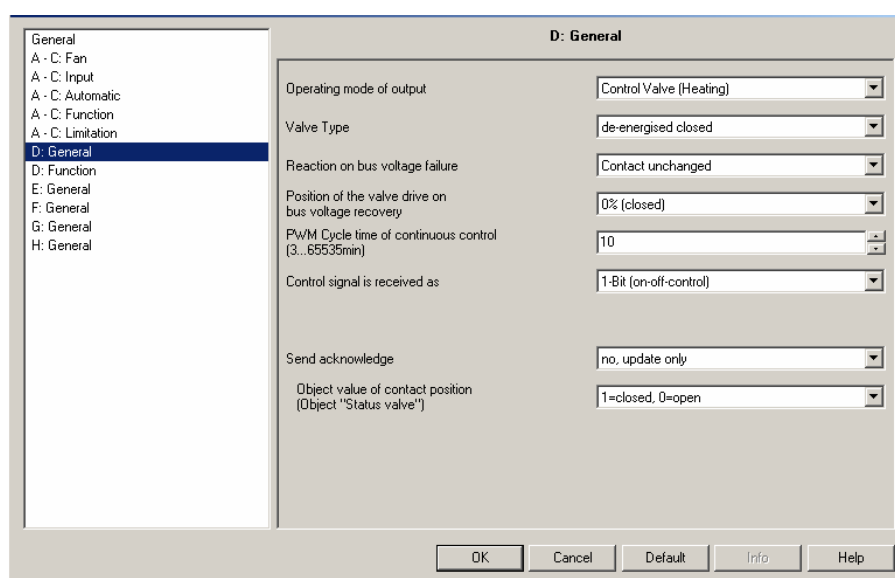 General
A - C: Fan
A - C: Input
A - C: Automatic
A - C: Function
A - C: Limitation
D: General
D: Function
E: General
F: General
G: General
H: General
D: General
Operating mode of output
Control Valve (Heating)
Valve Type
de-energised closed
Reaction on bus voltage failure
Contact unchanged
Position of the valve drive on
bus voltage recovery
0% (closed)
PWM Cycle time of continuous control
(3...65535min)
10
Control signal is received as
1-Bit (on-off-control)
Send acknowledge
no, update only
Object value of contact position
(Object "Status valve")
1=closed, 0=open
OK
Cancel
Default
Info
Help